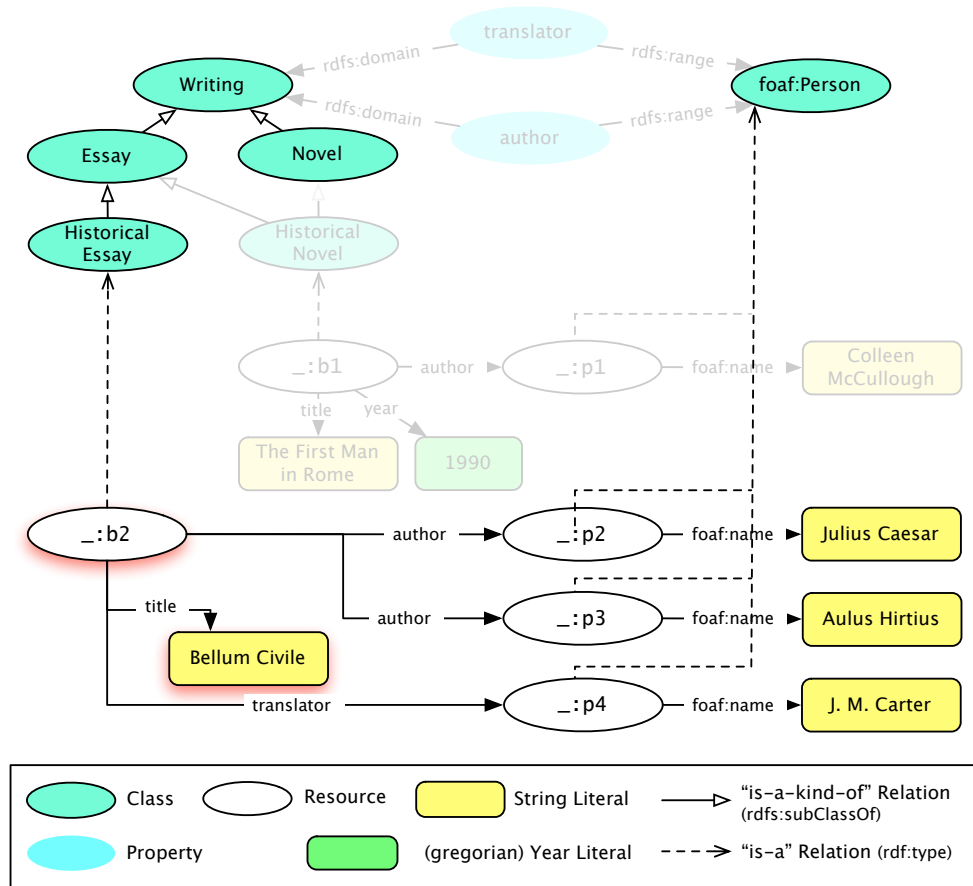 translator
rdfs:domain
rdfs:range
Writing
foaf:Person
rdfs:domain
rdfs:range
author
Essay
Novel
Historical
Essay
Historical
Novel
_:b1
author
_:p1
foaf:name
Colleen
McCullough
title
year
The First Man
in Rome
1990
_:b2
author
_:p2
foaf:name
Julius Caesar
title
author
_:p3
foaf:name
Aulus Hirtius
Bellum Civile
translator
_:p4
foaf:name
J. M. Carter
Class
Resource
String Literal
“is-a-kind-of” Relation
(rdfs:subClassOf)
Property
(gregorian) Year Literal
“is-a” Relation (rdf:type)